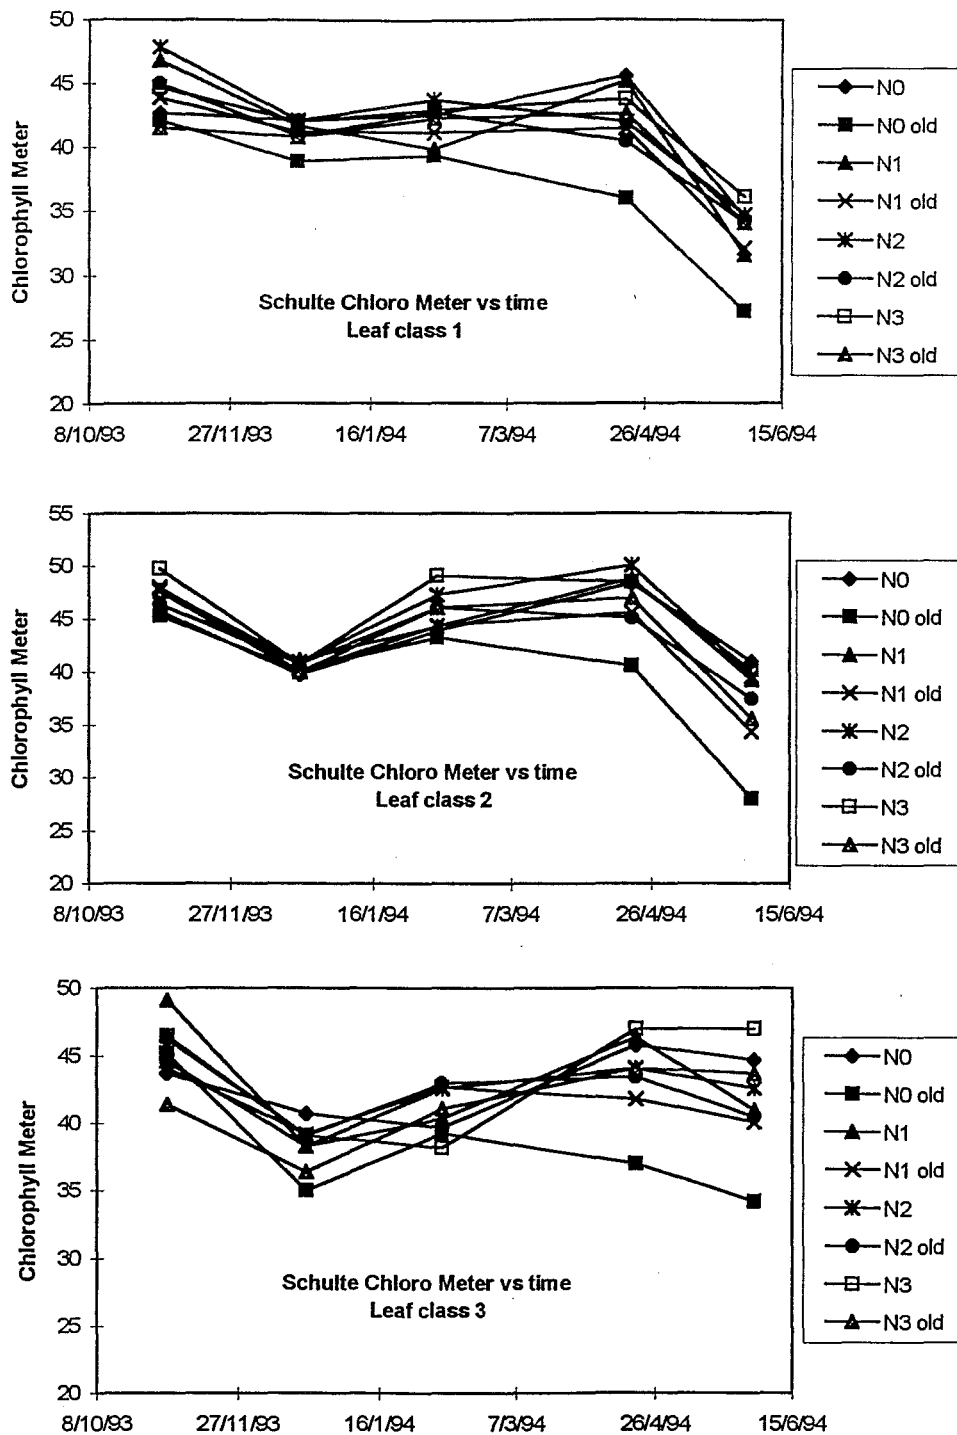 50
45
40
35
30
25
20
Chlorophyll Meter
Schulte Chloro Meter vs time
Leaf class 1
8/10/93 27/11/93 16/1/94 7/3/94 26/4/94 15/6/94
N0
N0 old
N1
N1 old
N2
N2 old
N3
N3 old
55
50
45
40
35
30
25
20
Chlorophyll Meter
Schulte Chloro Meter vs time
Leaf class 2
8/10/93 27/11/93 16/1/94 7/3/94 26/4/94 15/6/94
N0
N0 old
N1
N1 old
N2
N2 old
N3
N3 old
50
45
40
35
30
25
20
Chlorophyll Meter
Schulte Chloro Meter vs time
Leaf class 3
8/10/93 27/11/93 16/1/94 7/3/94 26/4/94 15/6/94
N0
N0 old
N1
N1 old
N2
N2 old
N3
N3 old